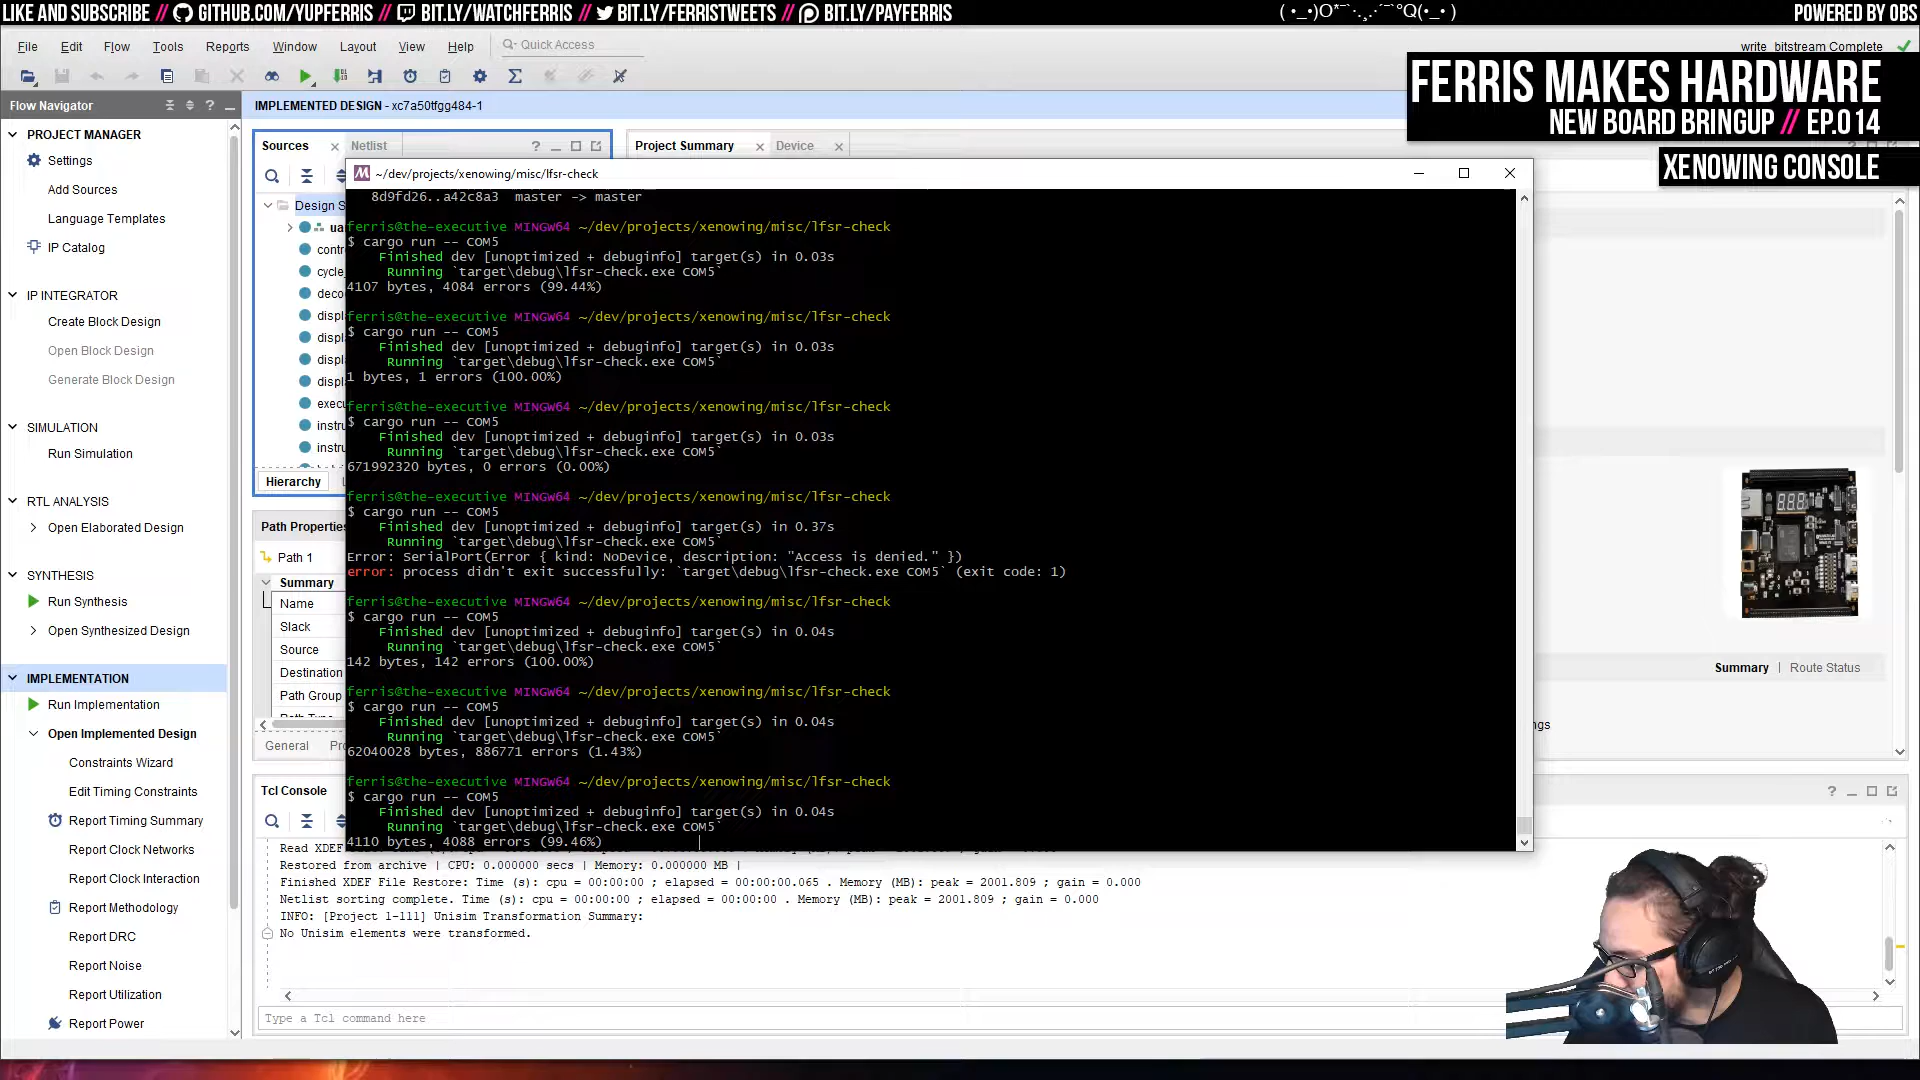 LIKE AND SUBSCRIBE // GITHUB.COM/YUPFERRIS // BIT.LY/WATCHFERRIS // BIT.LY/FERRISTWEETS // BIT.LY/PAYFERRIS
POWERED BY OBS
File Edit Flow Tools Reports Window Layout View Help Quick Access
write_bitstream Complete
FERRIS MAKES HARDWARE
NEW BOARD BRINGUP // EP.014
XENOWING CONSOLE
Flow Navigator
IMPLEMENTED DESIGN - xc7a50tfgg484-1
PROJECT MANAGER
Settings
Add Sources
Language Templates
IP Catalog
IP INTEGRATOR
Create Block Design
Open Block Design
Generate Block Design
SIMULATION
Run Simulation
RTL ANALYSIS
Open Elaborated Design
SYNTHESIS
Run Synthesis
Open Synthesized Design
IMPLEMENTATION
Run Implementation
Open Implemented Design
Constraints Wizard
Edit Timing Constraints
Report Timing Summary
Report Clock Networks
Report Clock Interaction
Report Methodology
Report DRC
Report Noise
Report Utilization
Report Power
Sources
Netlist
Project Summary
Device
Design S
ua
contr
cycle_
deco
displ
displ
displ
displ
execu
instru
instru
Hierarchy
Path Properties
Path 1
Summary
Name
Slack
Source
Destination
Path Group
General
~/dev/projects/xenowing/misc/lfsr-check
8d9fd26..a42c8a3 master -> master
ferris@the-executive MINGW64 ~/dev/projects/xenowing/misc/lfsr-check
$ cargo run -- COM5
Finished dev [unoptimized + debuginfo] target(s) in 0.03s
Running `target\debug\lfsr-check.exe COM5`
4107 bytes, 4084 errors (99.44%)
ferris@the-executive MINGW64 ~/dev/projects/xenowing/misc/lfsr-check
$ cargo run -- COM5
Finished dev [unoptimized + debuginfo] target(s) in 0.03s
Running `target\debug\lfsr-check.exe COM5`
1 bytes, 1 errors (100.00%)
ferris@the-executive MINGW64 ~/dev/projects/xenowing/misc/lfsr-check
$ cargo run -- COM5
Finished dev [unoptimized + debuginfo] target(s) in 0.03s
Running `target\debug\lfsr-check.exe COM5`
671992320 bytes, 0 errors (0.00%)
ferris@the-executive MINGW64 ~/dev/projects/xenowing/misc/lfsr-check
$ cargo run -- COM5
Finished dev [unoptimized + debuginfo] target(s) in 0.37s
Running `target\debug\lfsr-check.exe COM5`
Error: SerialPort(Error { kind: NoDevice, description: "Access is denied." })
error: process didn't exit successfully: `target\debug\lfsr-check.exe COM5` (exit code: 1)
ferris@the-executive MINGW64 ~/dev/projects/xenowing/misc/lfsr-check
$ cargo run -- COM5
Finished dev [unoptimized + debuginfo] target(s) in 0.04s
Running `target\debug\lfsr-check.exe COM5`
142 bytes, 142 errors (100.00%)
ferris@the-executive MINGW64 ~/dev/projects/xenowing/misc/lfsr-check
$ cargo run -- COM5
Finished dev [unoptimized + debuginfo] target(s) in 0.04s
Running `target\debug\lfsr-check.exe COM5`
62040028 bytes, 886771 errors (1.43%)
ferris@the-executive MINGW64 ~/dev/projects/xenowing/misc/lfsr-check
$ cargo run -- COM5
Finished dev [unoptimized + debuginfo] target(s) in 0.04s
Running `target\debug\lfsr-check.exe COM5`
4110 bytes, 4088 errors (99.46%)
Summary | Route Status
ngs
Tcl Console
Restored from archive | CPU: 0.000000 secs | Memory: 0.000000 MB |
Finished XDEF File Restore: Time (s): cpu = 00:00:00 ; elapsed = 00:00:00.065 . Memory (MB): peak = 2001.809 ; gain = 0.000
Netlist sorting complete. Time (s): cpu = 00:00:00 ; elapsed = 00:00:00 . Memory (MB): peak = 2001.809 ; gain = 0.000
INFO: [Project 1-111] Unisim Transformation Summary:
No Unisim elements were transformed.
Type a Tcl command here